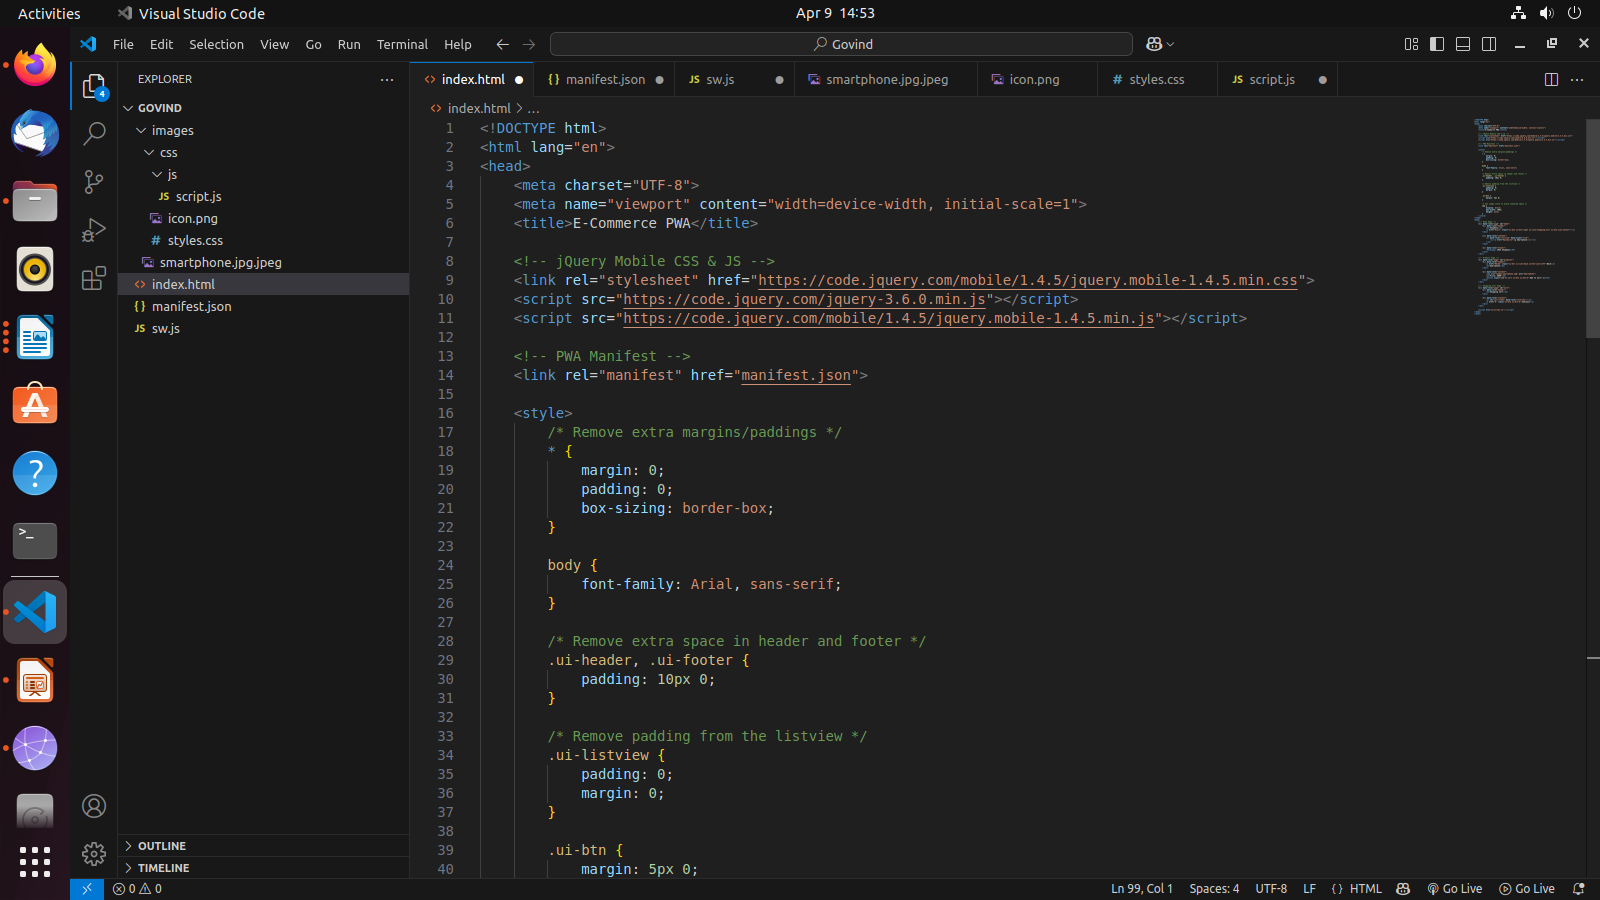 Activities
Visual Studio Code
Apr 9 14:53
File Edit Selection View Go Run Terminal Help
Govind
EXPLORER
index.html
manifest.json
sw.js
smartphone.jpg.jpeg
icon.png
styles.css
script.js
4
GOVIND
images
css
js
script.js
icon.png
styles.css
smartphone.jpg.jpeg
index.html
manifest.json
sw.js
OUTLINE
TIMELINE
index.html > ...
1 <!DOCTYPE html>
2 <html lang="en">
3 <head>
4 <meta charset="UTF-8">
5 <meta name="viewport" content="width=device-width, initial-scale=1">
6 <title>E-Commerce PWA</title>
7
8 <!-- jQuery Mobile CSS & JS -->
9 <link rel="stylesheet" href="https://code.jquery.com/mobile/1.4.5/jquery.mobile-1.4.5.min.css">
10 <script src="https://code.jquery.com/jquery-3.6.0.min.js"></script>
11 <script src="https://code.jquery.com/mobile/1.4.5/jquery.mobile-1.4.5.min.js"></script>
12
13 <!-- PWA Manifest -->
14 <link rel="manifest" href="manifest.json">
15
16 <style>
17 /* Remove extra margins/paddings */
18 * {
19 margin: 0;
20 padding: 0;
21 box-sizing: border-box;
22 }
23
24 body {
25 font-family: Arial, sans-serif;
26 }
27
28 /* Remove extra space in header and footer */
29 .ui-header, .ui-footer {
30 padding: 10px 0;
31 }
32
33 /* Remove padding from the listview */
34 .ui-listview {
35 padding: 0;
36 margin: 0;
37 }
38
39 .ui-btn {
40 margin: 5px 0;
0 0
Ln 99, Col 1 Spaces: 4 UTF-8 LF {} HTML Go Live Go Live